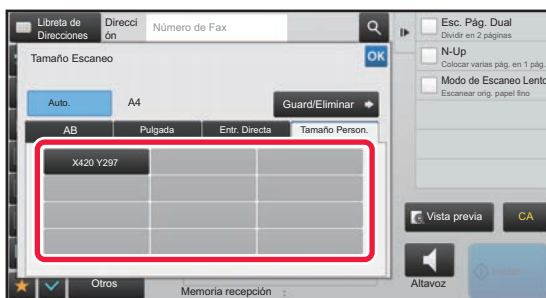 Libreta de
Direcciones
Direcci
ón
Número de Fax
Tamaño Escaneo
OK
Auto.
A4
Guard/Eliminar
AB
Pulgada
Entr. Directa
Tamaño Person.
X420 Y297
Otros
Memoria recepción :
Esc. Pág. Dual
Dividir en 2 páginas
N-Up
Colocar varias pág. en 1 pág.
Modo de Escaneo Lento
Escanear orig. papel fino
Vista previa
CA
Altavoz